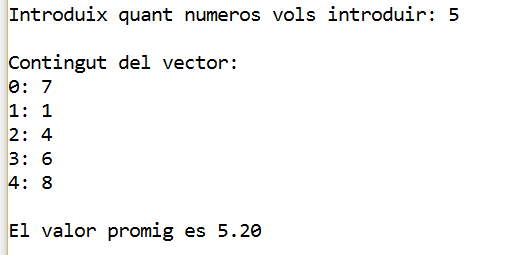 Introduix quant numeros vols introduir: 5
Contingut del vector:
0: 7
1: 1
2: 4
3: 6
4: 8
El valor promig es 5.20